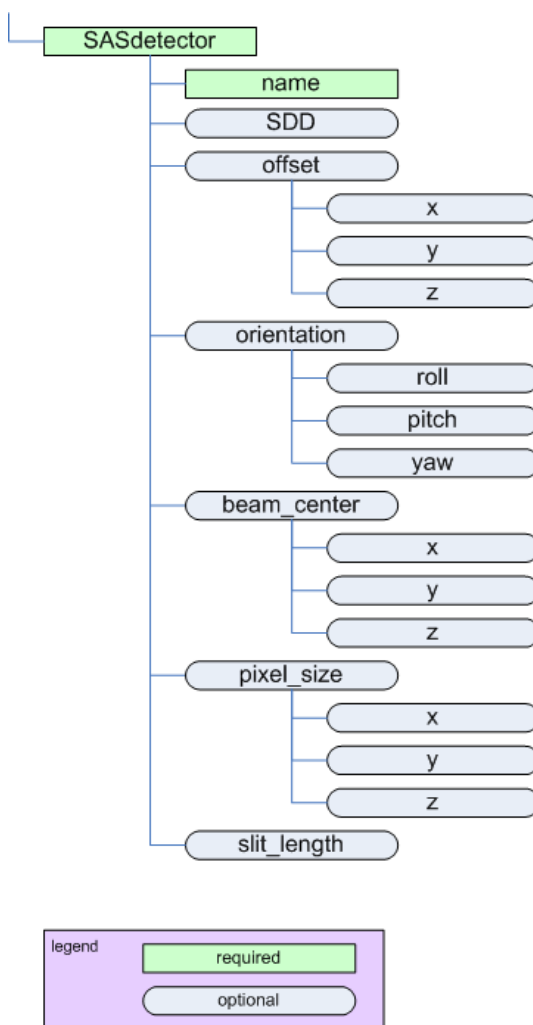 SASdetector
name
SDD
offset
x
y
z
orientation
roll
pitch
yaw
beam_center
x
y
z
pixel_size
x
y
z
slit_length
legend
required
optional